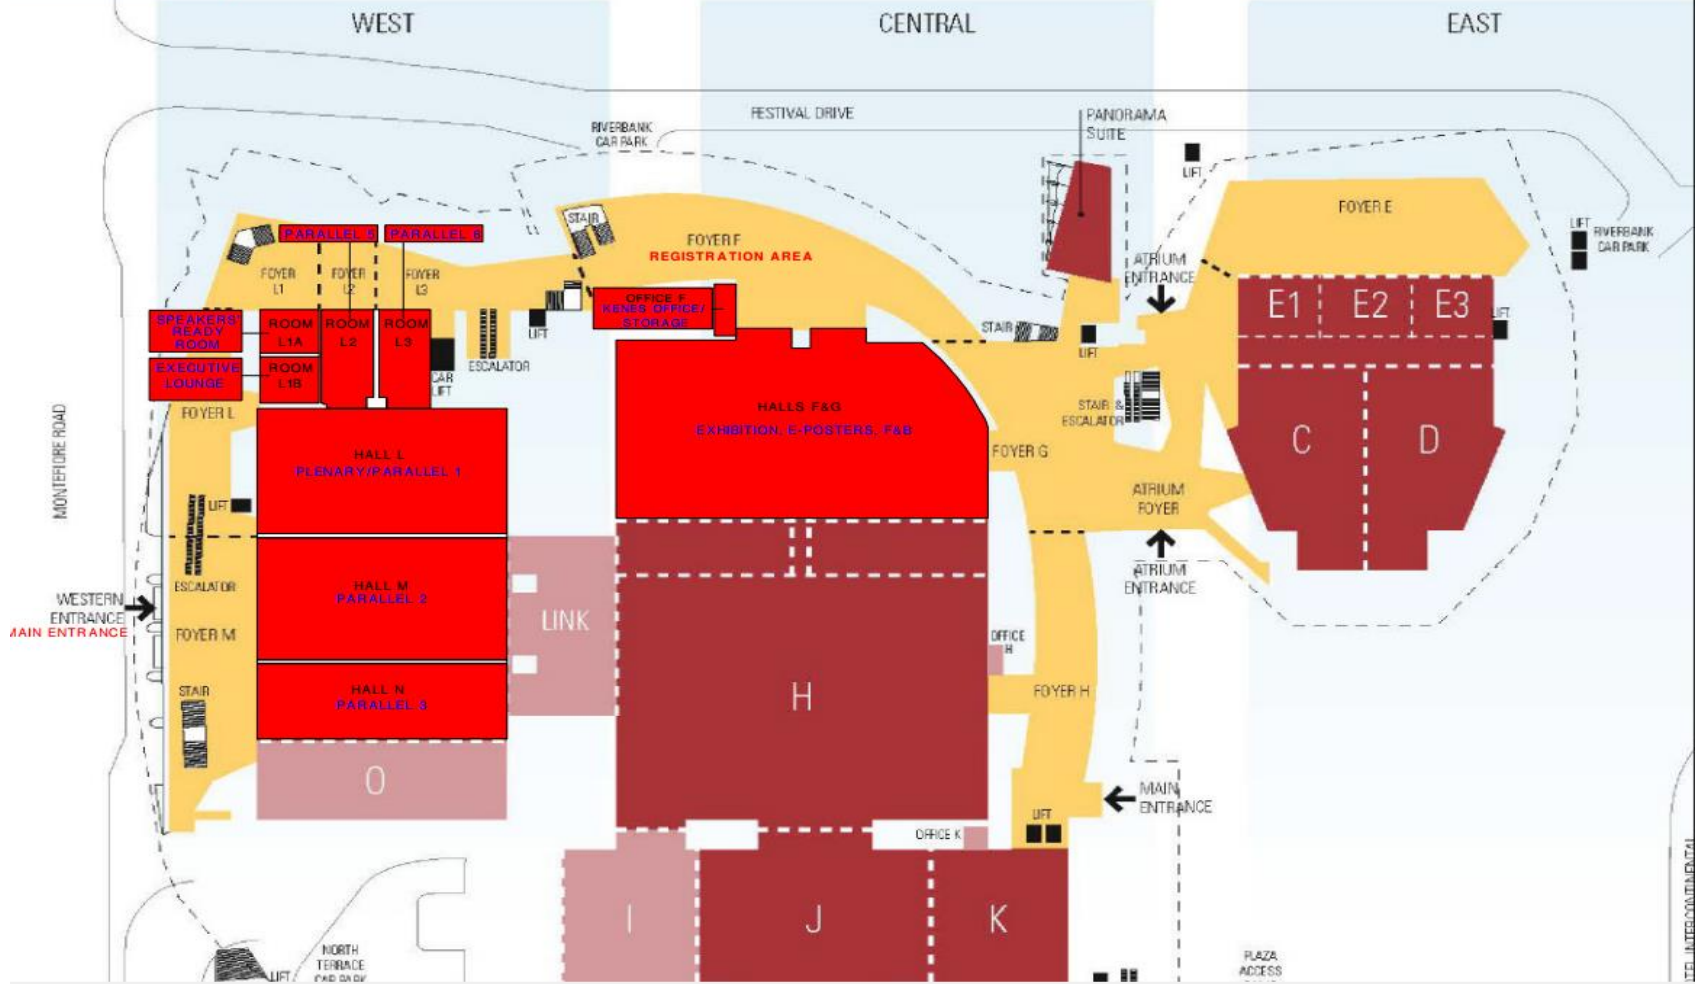 WEST
CENTRAL
EAST
FESTIVAL DRIVE
RIVERBANK
CAR PARK
PANORAMA
SUITE
LIFT
STAIR
FOYER E
LIFT
RIVERBANK
CAR PARK
PARALLEL 5
PARALLEL 6
FOYER F
REGISTRATION AREA
FOYER
L1
FOYER
L2
FOYER
L3
ATRIUM
ENTRANCE
OFFICE F
KENES OFFICE/
STORAGE
E1
E2
E3
LIFT
SPEAKERS'
READY
ROOM
ROOM
L1A
ROOM
L2
ROOM
L3
LIFT
STAIR
LIFT
EXECUTIVE
LOUNGE
ROOM
L1B
CAR
LIFT
ESCALATOR
FOYER L
HALLS F&G
EXHIBITION, E-POSTERS, F&B
STAIR &
ESCALATOR
MONTEFIORE ROAD
HALL L
PLENARY/PARALLEL 1
FOYER G
C
D
ATRIUM
FOYER
LIFT
ESCALATOR
HALL M
PARALLEL 2
ATRIUM
ENTRANCE
WESTERN
ENTRANCE
MAIN ENTRANCE
FOYER M
LINK
OFFICE
H
STAIR
HALL N
PARALLEL 3
H
FOYER H
O
MAIN
ENTRANCE
LIFT
OFFICE K
I
J
K
NORTH
TERRACE
CAR PARK
LIFT
PLAZA
ACCESS
INTERCONTINENTAL